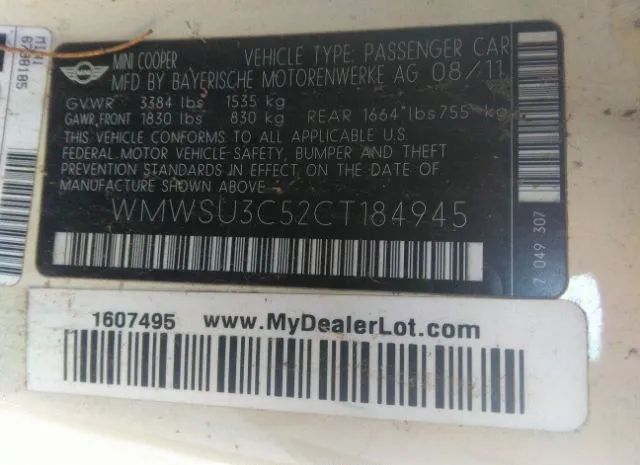 MINI COOPER VEHICLE TYPE: PASSENGER CAR
MFD BY BAYERISCHE MOTORENWERKE AG 08/11
GVWR 3384 lbs 1535 kg
GAWR,FRONT 1830 lbs 830 kg REAR 1664 lbs 755 kg
THIS VEHICLE CONFORMS TO ALL APPLICABLE U.S.
FEDERAL MOTOR VEHICLE SAFETY, BUMPER AND THEFT
PREVENTION STANDARDS IN EFFECT ON THE DATE OF
MANUFACTURE SHOWN ABOVE.
WMWSU3C52CT184945
7 049 307
1607495 www.MyDealerLot.com
6738185